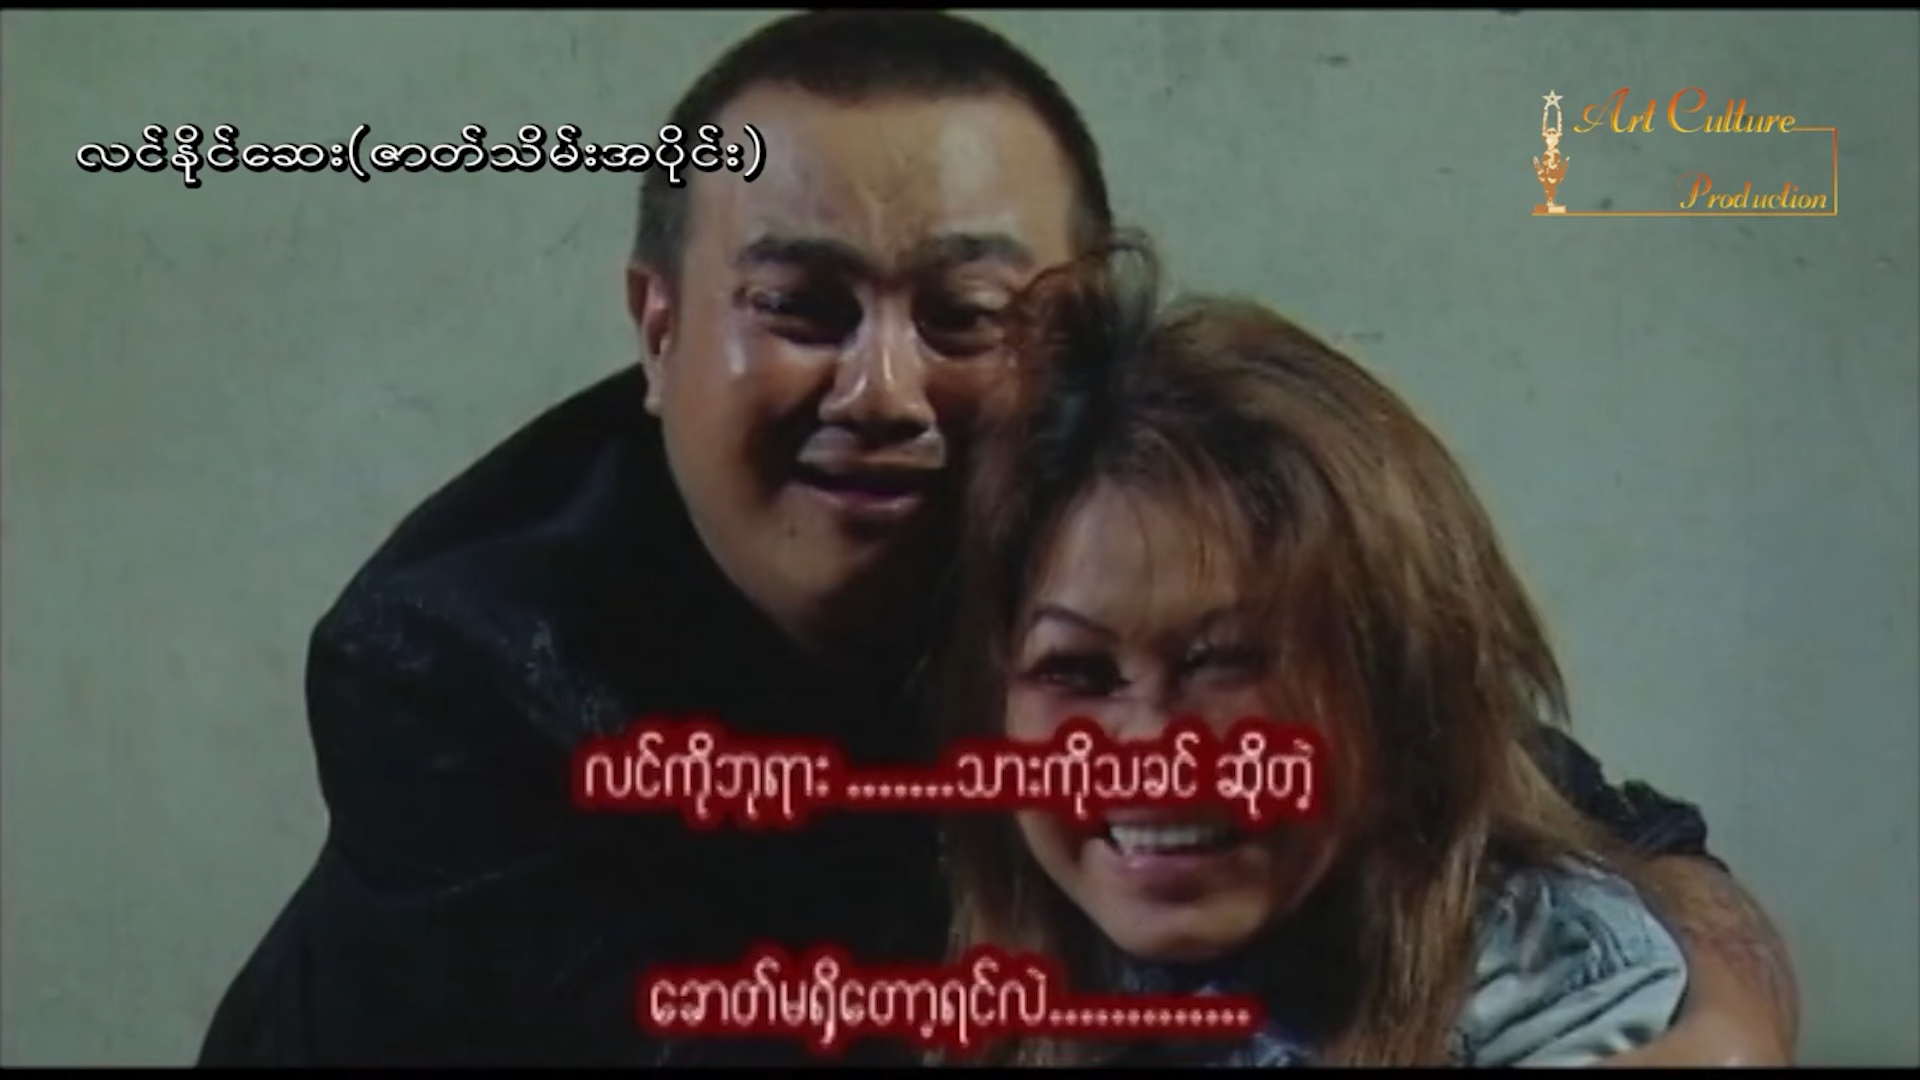 လင်နိုင်ဆေး(ဇာတ်သိမ်းအပိုင်း)
Art Culture
Production
လင်ကိုဘုရား .......သားကိုသခင် ဆိုတဲ့
ခေတ်မရှိတော့ရင်လဲ.............